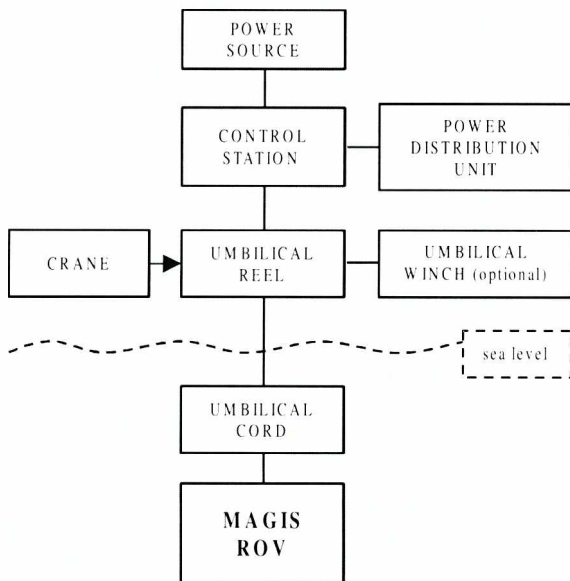 POWER
SOURCE
CONTROL
STATION
POWER
DISTRIBUTION
UNIT
CRANE
UMBILICAL
REEL
UMBILICAL
WINCH (optional)
sea level
UMBILICAL
CORD
MAGIS
ROV